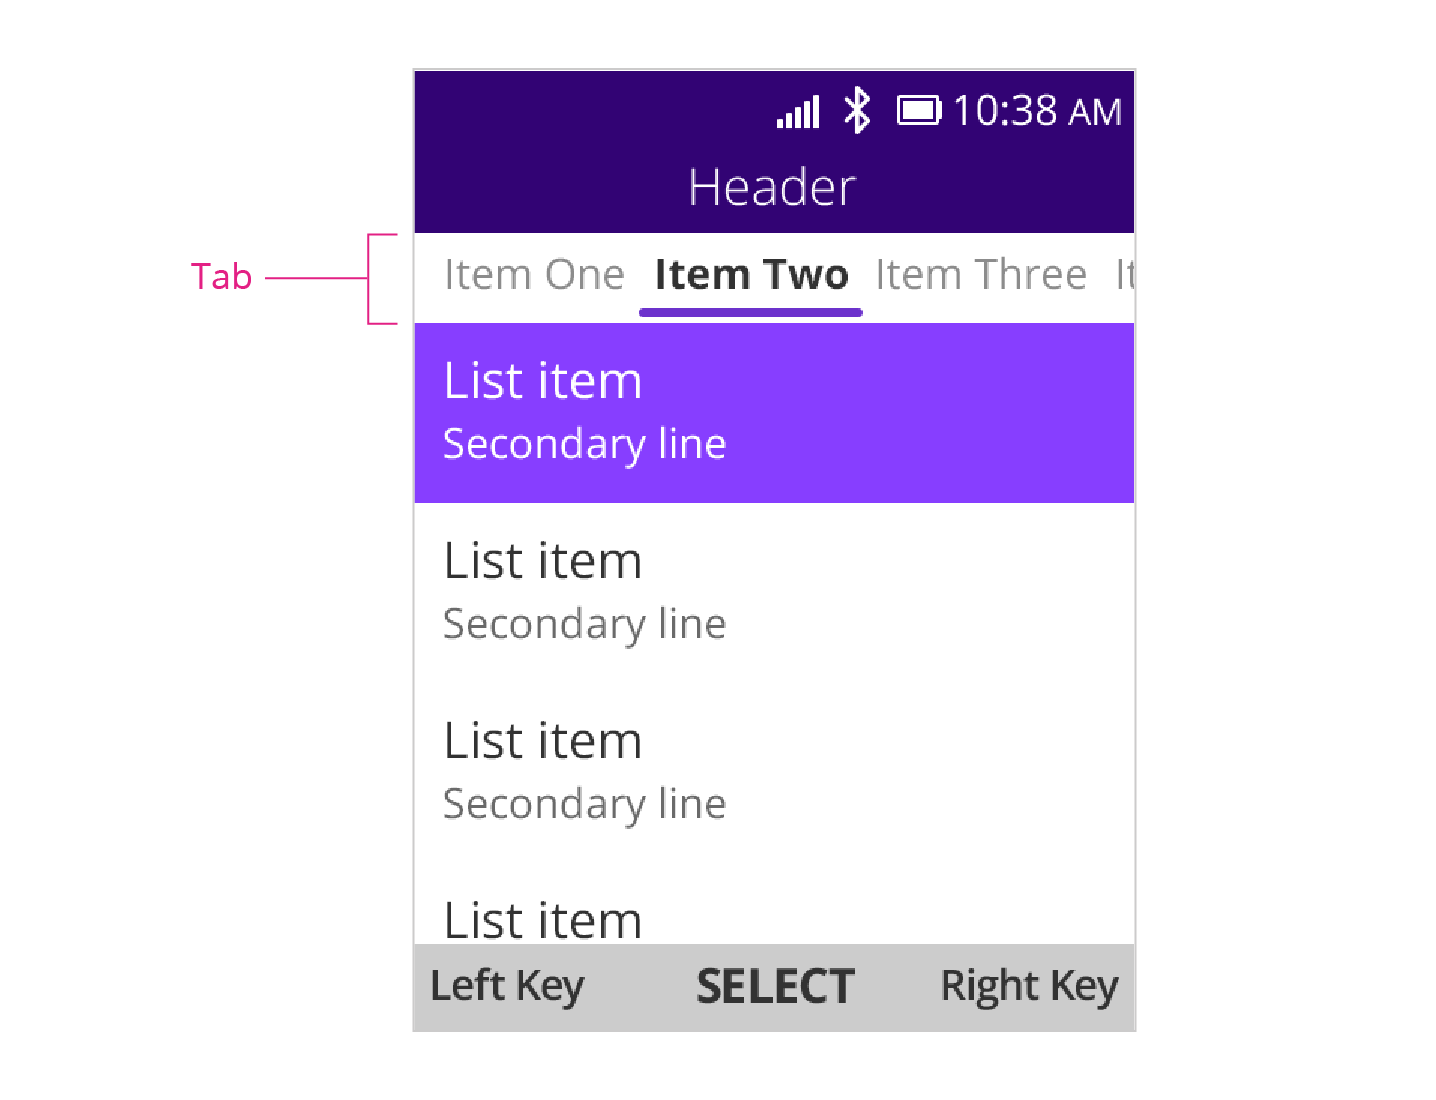 10:38 AM
Header
Tab
Item One Item Two Item Three It
List item
Secondary line
List item
Secondary line
List item
Secondary line
List item
Left Key SELECT Right Key